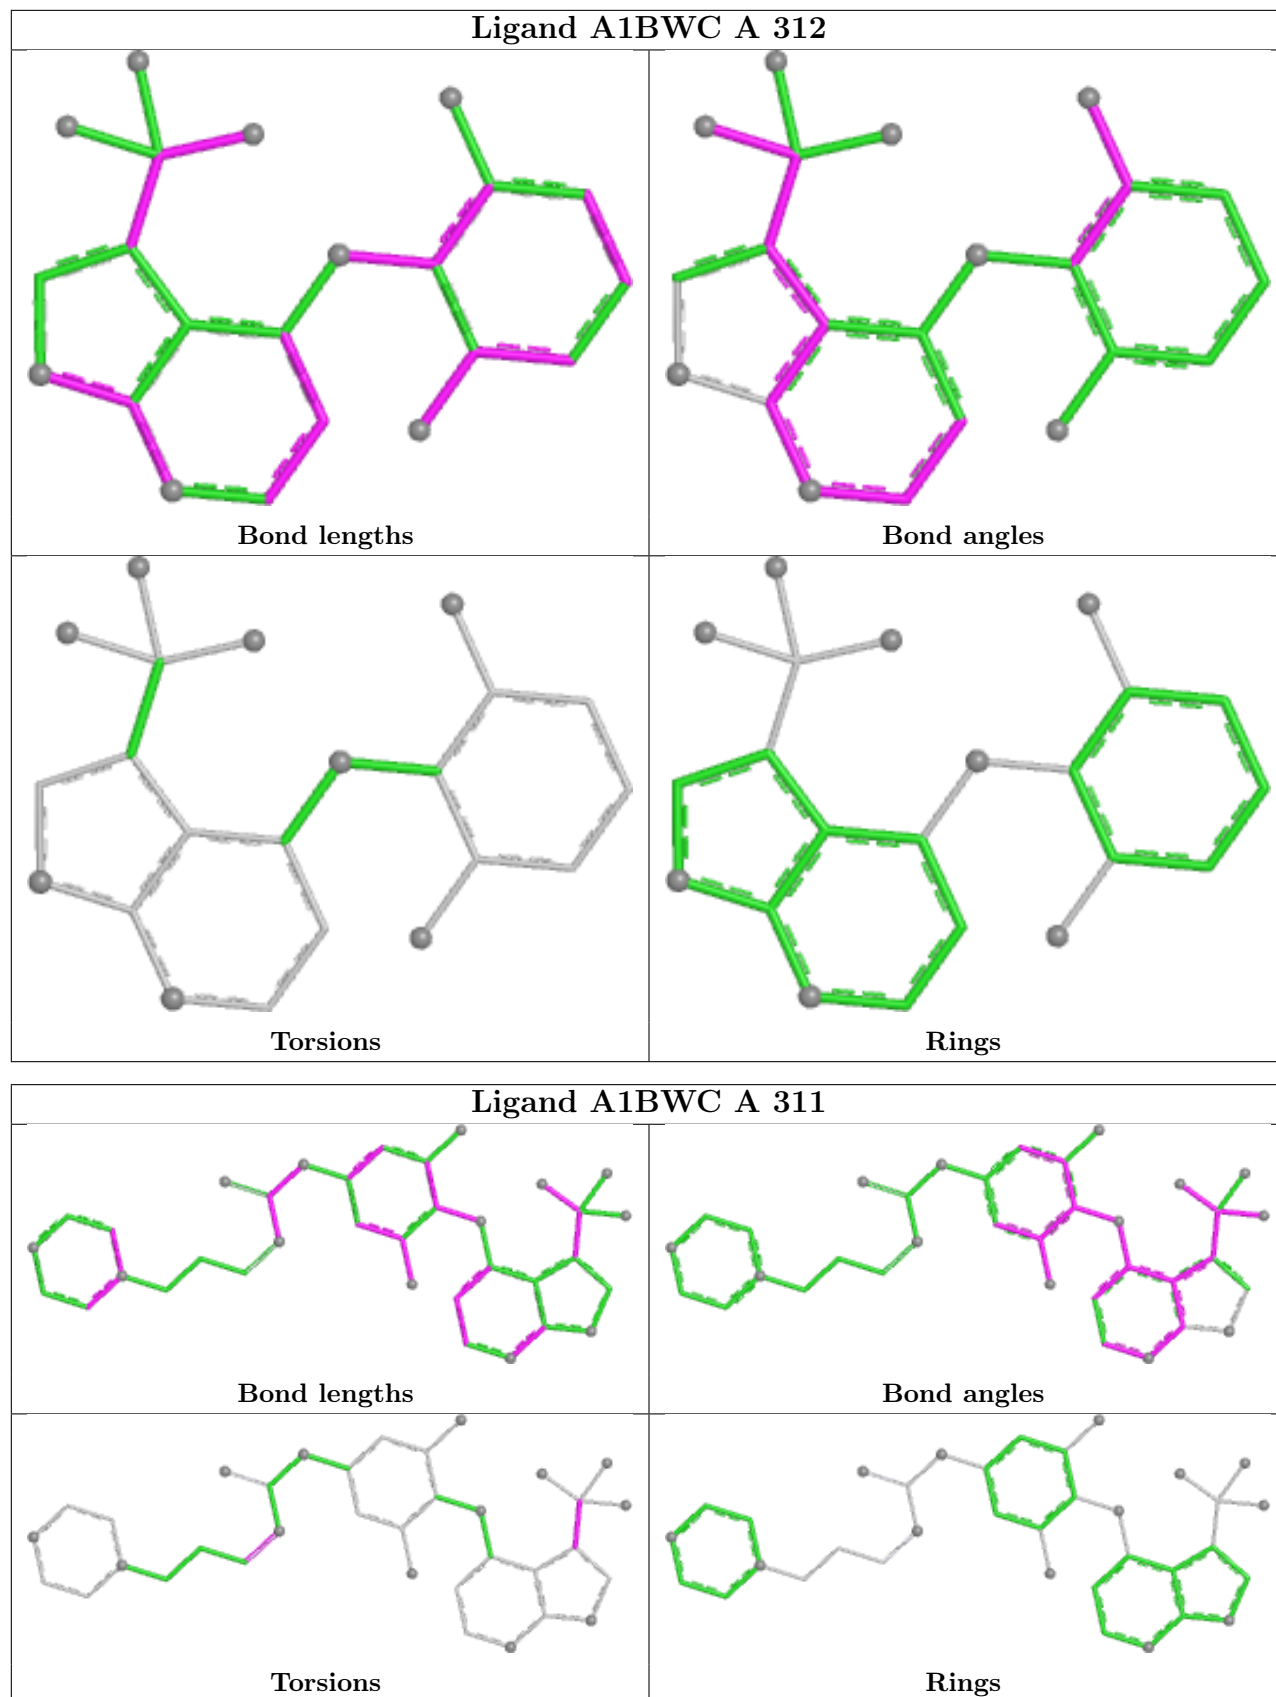 Ligand A1BWC A 312
Bond lengths
Bond angles
Torsions
Rings
Ligand A1BWC A 311
Bond lengths
Bond angles
Torsions
Rings